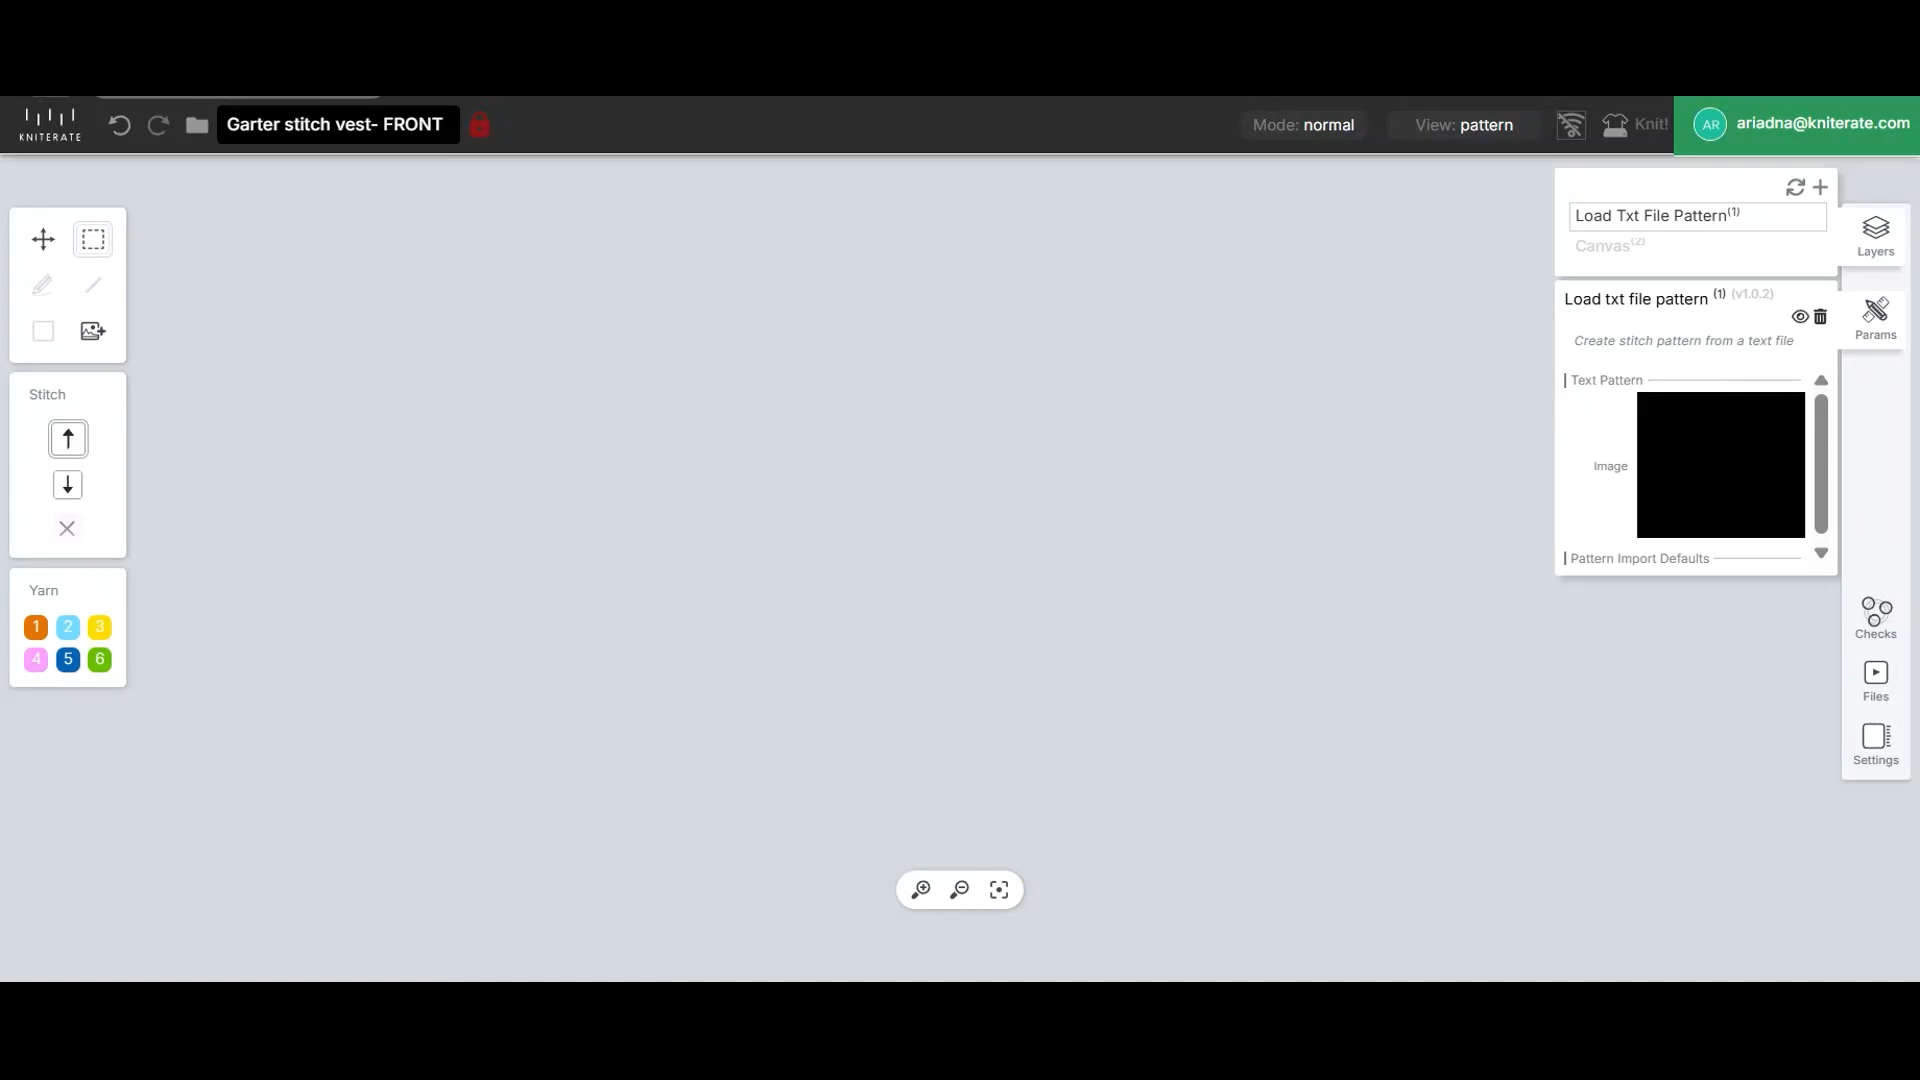 KNITERATE
Garter stitch vest- FRONT
Mode: normal
View: pattern
Knit!
AR
ariadna@kniterate.com
Load Txt File Pattern(1)
Canvas(2)
Layers
Load txt file pattern (1) (v1.0.2)
Create stitch pattern from a text file
Params
Text Pattern
Image
Pattern Import Defaults
Stitch
Yarn
1 2 3
4 5 6
Checks
Files
Settings